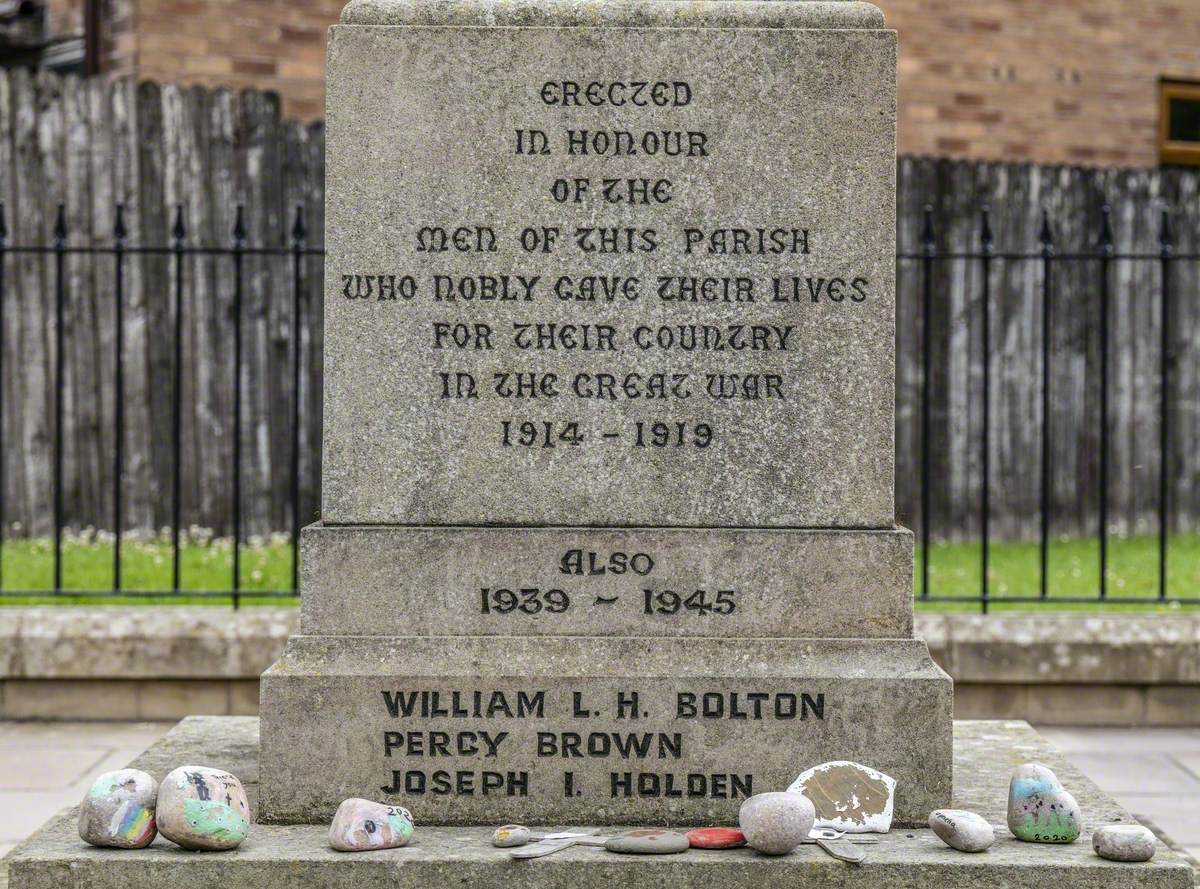 ERECTED
IN HONOUR
OF THE
MEN OF THIS PARISH
WHO NOBLY GAVE THEIR LIVES
FOR THEIR COUNTRY
IN THE GREAT WAR
1914 - 1919
ALSO
1939 ~ 1945
WILLIAM L. H. BOLTON
PERCY BROWN
JOSEPH I. HOLDEN
2020